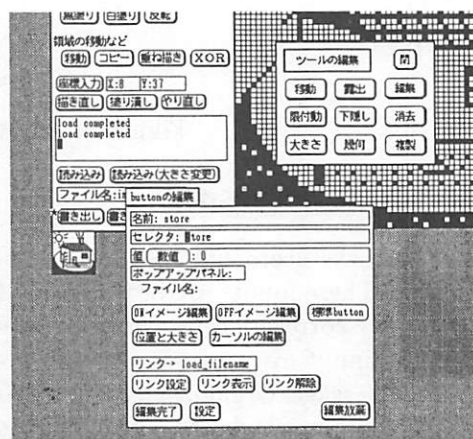 黒塗り 白塗り 反転
領域の移動など
移動 コピー 重ね描き XOR
座標入力 X:8 Y:37
描き直し 塗り潰し やり直し
load completed
load completed
読み込み 読み込み(大きさ変更)
ファイル名:in
書き出し 書き
ツールの編集 閉
移動 露出 編集
限付動 下隠し 消去
大きさ 幾何 複製
buttonの編集
名前: store
セレクタ: store
値 数値 : 0
ポップアップパネル:
ファイル名:
ONイメージ編集 OFFイメージ編集 標準button
位置と大きさ カーソルの編集
リンク-> load_filename
リンク設定 リンク表示 リンク解除
編集完了 設定 編集放棄